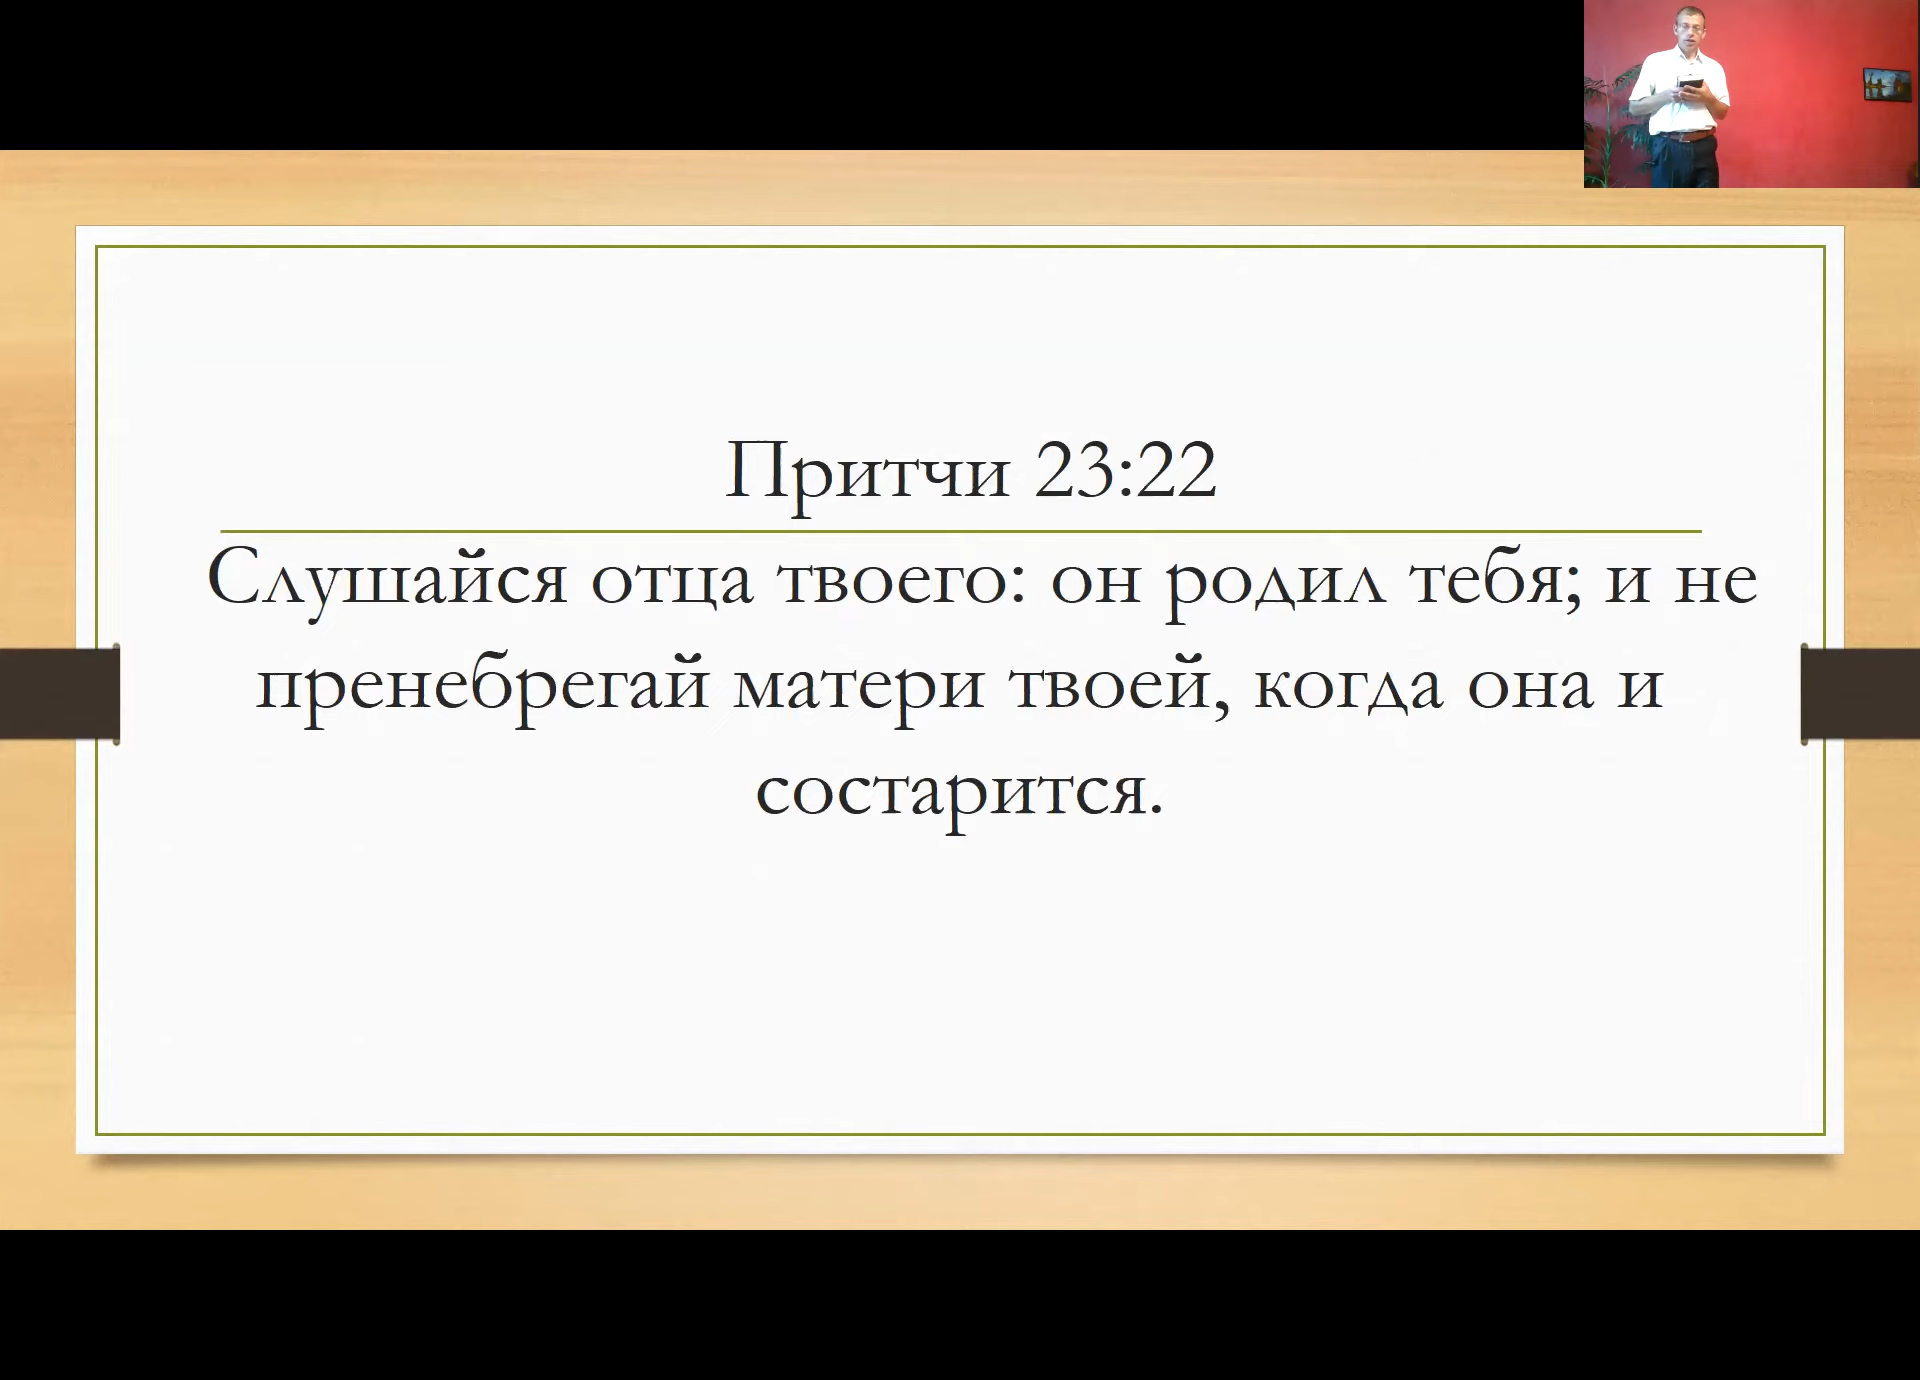 Притчи 23:22
Слушайся отца твоего: он родил тебя; и не
пренебрегай матери твоей, когда она и
состарится.